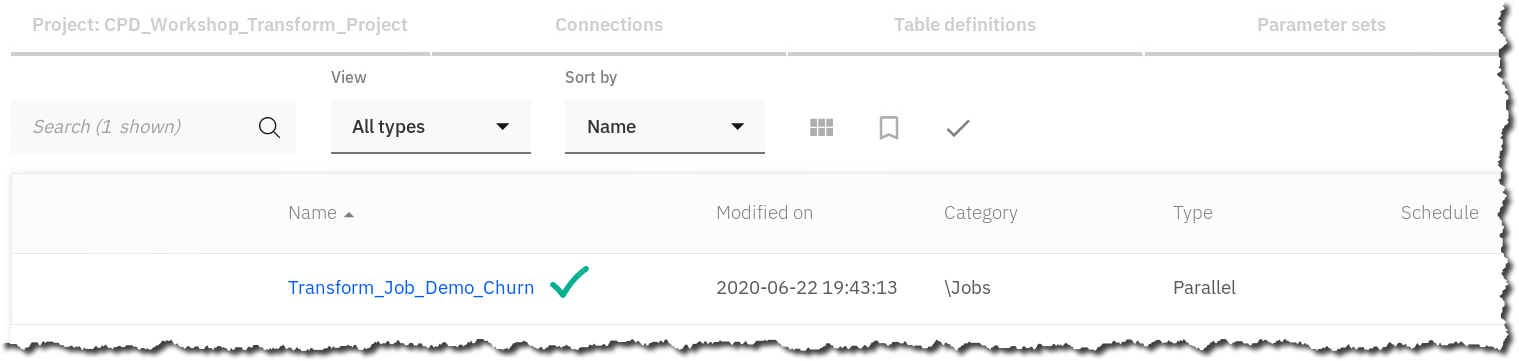 Project: CPD_Workshop_Transform_Project Connections Table definitions Parameter sets
View Sort by
Search (1 shown) All types Name
Name Modified on Category Type Schedule
Transform_Job_Demo_Churn 2020-06-22 19:43:13 \Jobs Parallel